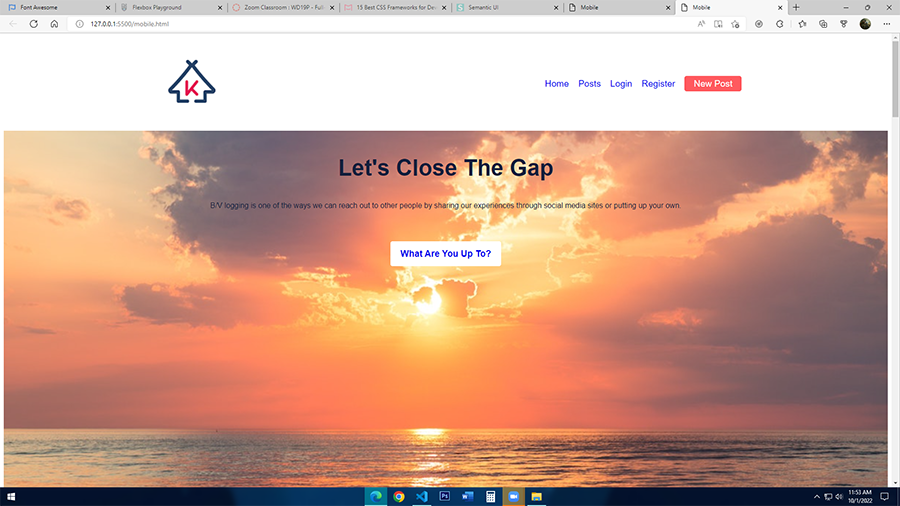 Font Awesome
Flexbox Playground
Zoom Classroom : WD19P - Full
15 Best CSS Frameworks for Dev
Semantic UI
Mobile
Mobile
127.0.0.1:5500/mobile.html
K
Home Posts Login Register New Post
Let's Close The Gap
B/V logging is one of the ways we can reach out to other people by sharing our experiences through social media sites or putting up your own
What Are You Up To?
11:53 AM
10/1/2022